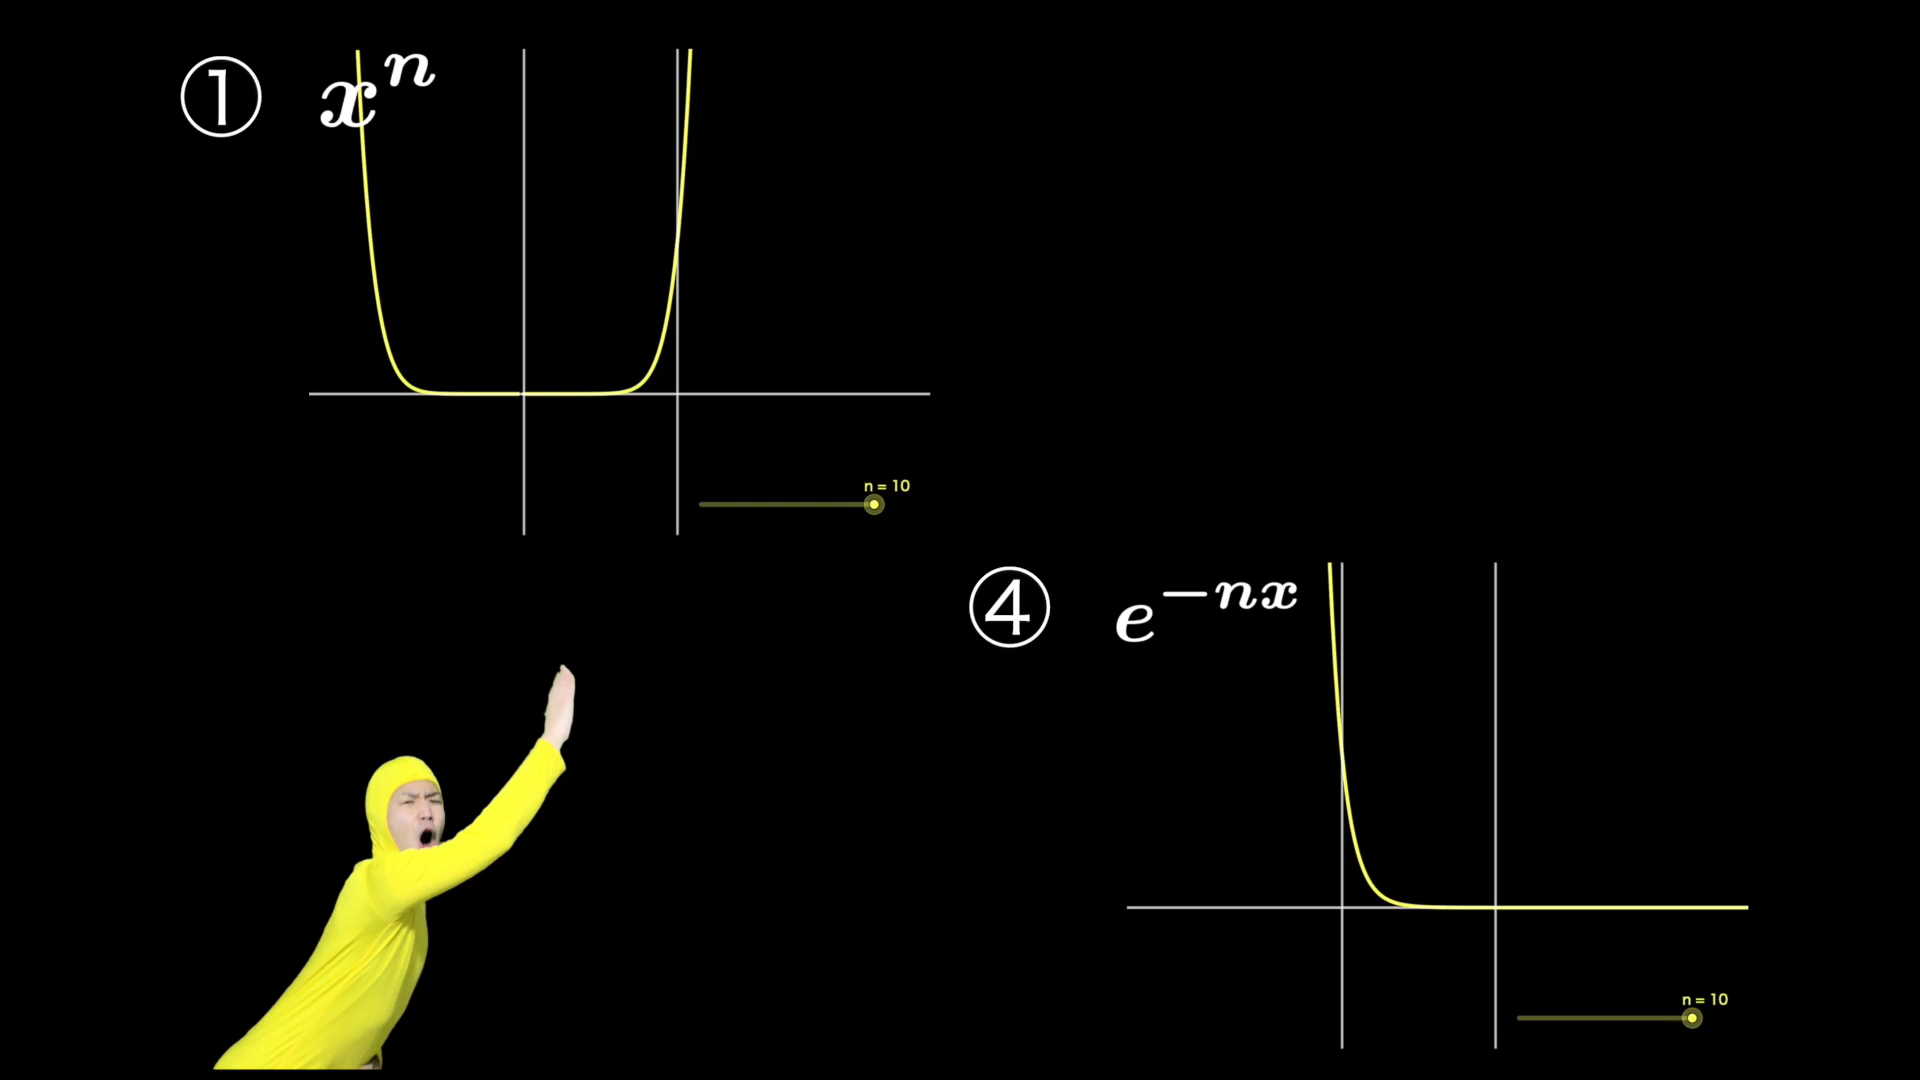 ① xⁿ
n = 10
④ e⁻ⁿˣ
n = 10